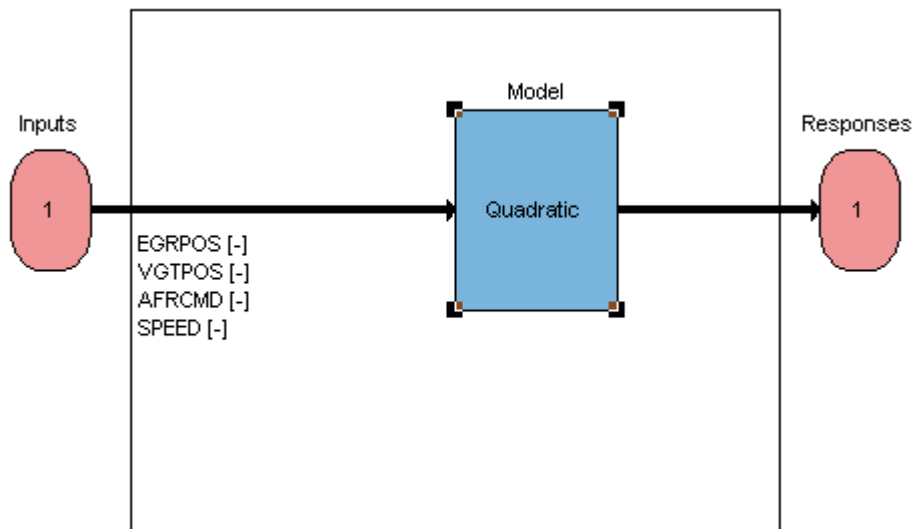 Model
Inputs
Responses
1
Quadratic
1
EGRPOS [-]
VGTPOS [-]
AFRCMD [-]
SPEED [-]